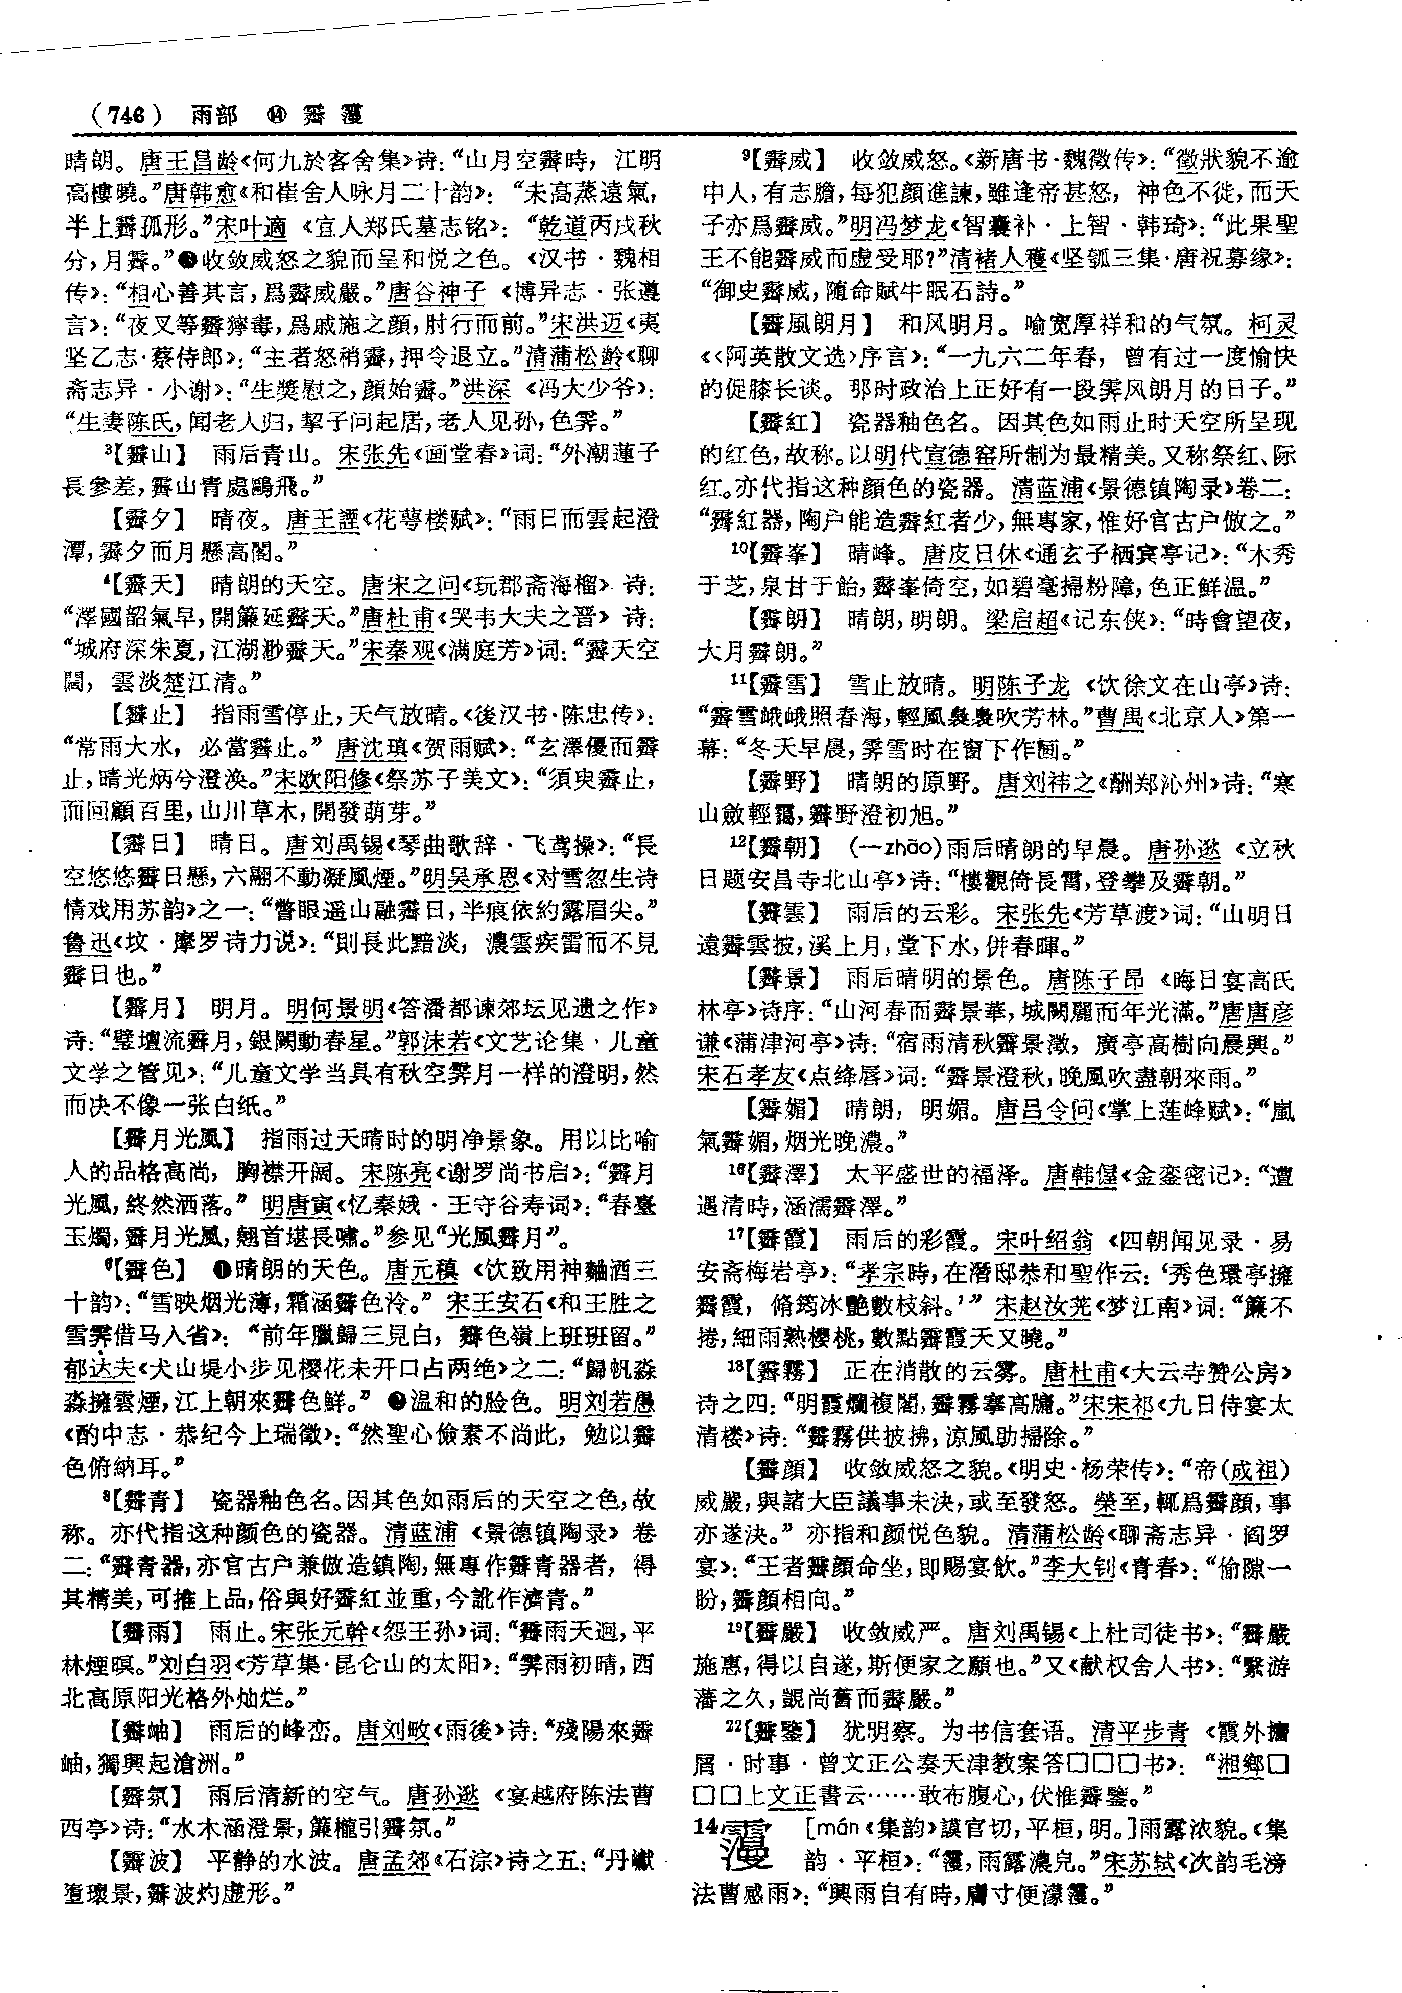 (746) 雨部 ⑭ 霽 䨲
晴朗。唐王昌龄《何九於客舍集》诗：“山月空霽時，江明
高樓曉。”唐韩愈《和崔舍人咏月二十韵》：“未高蒸遠氣，
半上霽孤形。”宋叶適《宜人郑氏墓志铭》：“乾道丙戌秋
分，月霽。”❸收敛威怒之貌而呈和悦之色。《汉书·魏相
传》：“相心善其言，爲霽威嚴。”唐谷神子《博异志·张遵
言》：“夜叉等霽獰毒，爲戚施之顔，肘行而前。”宋洪迈《夷
坚乙志·蔡侍郎》：“主者怒稍霽，押令退立。”清蒲松龄《聊
斋志异·小谢》：“生奬慰之，顔始霽。”洪深《冯大少爷》：
“生妻陈氏，闻老人归，挈子问起居，老人见孙，色霁。”
³【霽山】 雨后青山。宋张先《画堂春》词：“外潮蓮子
長參差，霽山青處鷗飛。”
【霽夕】 晴夜。唐王諲《花萼楼赋》：“雨日而雲起澄
潭，霽夕而月懸高閣。”
⁴【霽天】 晴朗的天空。唐宋之问《玩郡斋海榴》诗：
“澤國韶氣早，開簾延霽天。”唐杜甫《哭韦大夫之晋》诗：
“城府深朱夏，江湖眇霽天。”宋秦观《满庭芳》词：“霽天空
闊，雲淡楚江清。”
【霽止】 指雨雪停止，天气放晴。《後汉书·陈忠传》：
“常雨大水，必當霽止。”唐沈瑱《贺雨赋》：“玄澤優而霽
止，晴光炳兮澄涣。”宋欧阳修《祭苏子美文》：“須臾霽止，
而回顧百里，山川草木，開發萌芽。”
【霽日】 晴日。唐刘禹锡《琴曲歌辞·飞鸢操》：“長
空悠悠霽日懸，六翮不動凝風煙。”明吴承恩《对雪忽生诗
情戏用苏韵》之一：“瞥眼遥山融霽日，半痕依約露眉尖。”
鲁迅《坟·摩罗诗力说》：“則長此黯淡，濃雲疾雷而不見
霽日也。”
【霽月】 明月。明何景明《答潘都谏郊坛见遗之作》
诗：“璧壇流霽月，銀闕動春星。”郭沫若《文艺论集·儿童
文学之管见》：“儿童文学当具有秋空霁月一样的澄明，然
而决不像一张白纸。”
【霽月光風】 指雨过天晴时的明净景象。用以比喻
人的品格高尚，胸襟开阔。宋陈亮《谢罗尚书启》：“霽月
光風，終然洒落。”明唐寅《忆秦娥·王守谷寿词》：“春臺
玉燭，霽月光風，翹首堪長嘯。”参见“光風霽月”。
⁶【霽色】 ❶晴朗的天色。唐元稹《饮致用神麯酒三
十韵》：“雪映烟光薄，霜涵霽色泠。”宋王安石《和王胜之
雪霁借马入省》：“前年臘歸三見白，霽色嶺上班班留。”
郁达夫《犬山堤小步见樱花未开口占两绝》之二：“歸帆淼
淼擁雲煙，江上朝來霽色鮮。”❷温和的脸色。明刘若愚
《酌中志·恭纪今上瑞徵》：“然聖心儉素不尚此，勉以霽
色俯納耳。”
⁸【霽青】 瓷器釉色名。因其色如雨后的天空之色，故
称。亦代指这种颜色的瓷器。清蓝浦《景德镇陶录》卷
二：“霽青器，亦官古户兼倣造鎮陶，無專作霽青器者，得
其精美，可推上品，俗與好霽紅並重，今訛作濟青。”
【霽雨】 雨止。宋张元幹《怨王孙》词：“霽雨天迥，平
林煙暝。”刘白羽《芳草集·昆仑山的太阳》：“霁雨初晴，西
北高原阳光格外灿烂。”
【霽岫】 雨后的峰峦。唐刘畋《雨後》诗：“殘陽來霽
岫，獨興起滄洲。”
【霽氛】 雨后清新的空气。唐孙逖《宴越府陈法曹
西亭》诗：“水木涵澄景，簾櫳引霽氛。”
【霽波】 平静的水波。唐孟郊《石淙》诗之五：“丹巘
堕瓌景，霽波灼虚形。”
⁹【霽威】 收敛威怒。《新唐书·魏徵传》：“徵狀貌不逾
中人，有志膽，每犯顔進諫，雖逢帝甚怒，神色不徙，而天
子亦爲霽威。”明冯梦龙《智囊补·上智·韩琦》：“此果聖
王不能霽威而虚受耶？”清褚人穫《坚瓠三集·唐祝募缘》：
“御史霽威，随命賦牛眠石詩。”
【霽風朗月】 和风明月。喻宽厚祥和的气氛。柯灵
《〈阿英散文选〉序言》：“一九六二年春，曾有过一度愉快
的促膝长谈。那时政治上正好有一段霁风朗月的日子。”
【霽紅】 瓷器釉色名。因其色如雨止时天空所呈现
的红色，故称。以明代宣德窑所制为最精美。又称祭红、际
红。亦代指这种颜色的瓷器。清蓝浦《景德镇陶录》卷二：
“霽紅器，陶户能造霽紅者少，無專家，惟好官古户倣之。”
¹⁰【霽峯】 晴峰。唐皮日休《通玄子栖宾亭记》：“木秀
于芝，泉甘于飴，霽峯倚空，如碧毫掃粉障，色正鲜温。”
【霽朗】 晴朗，明朗。梁启超《记东侠》：“時會望夜，
大月霽朗。”
¹¹【霽雪】 雪止放晴。明陈子龙《饮徐文在山亭》诗：
“霽雪峨峨照春海，輕風裊裊吹芳林。”曹禺《北京人》第一
幕：“冬天早晨，霁雪时在窗下作画。”
【霽野】 晴朗的原野。唐刘祎之《酬郑沁州》诗：“寒
山斂輕靄，霽野澄初旭。”
¹²【霽朝】 (—zhāo)雨后晴朗的早晨。唐孙逖《立秋
日题安昌寺北山亭》诗：“樓觀倚長霄，登攀及霽朝。”
【霽雲】 雨后的云彩。宋张先《芳草渡》词：“山明日
遠霽雲披，溪上月，堂下水，併春暉。”
【霽景】 雨后晴明的景色。唐陈子昂《晦日宴高氏
林亭》诗序：“山河春而霽景華，城闕麗而年光滿。”唐唐彦
谦《蒲津河亭》诗：“宿雨清秋霽景澂，廣亭高樹向晨興。”
宋石孝友《点绛唇》词：“霽景澄秋，晚風吹盡朝來雨。”
【霽媚】 晴朗，明媚。唐吕令问《掌上莲峰赋》：“嵐
氣霽媚，烟光晚濃。”
¹⁶【霽澤】 太平盛世的福泽。唐韩偓《金銮密记》：“遭
遇清時，涵濡霽澤。”
¹⁷【霽霞】 雨后的彩霞。宋叶绍翁《四朝闻见录·易
安斋梅岩亭》：“孝宗時，在潛邸恭和聖作云：‘秀色環亭擁
霽霞，脩筠冰艷數枝斜。’”宋赵汝茪《梦江南》词：“簾不
捲，細雨熟櫻桃，數點霽霞天又曉。”
¹⁸【霽霧】 正在消散的云雾。唐杜甫《大云寺赞公房》
诗之四：“明霞爛複閣，霽霧搴高牖。”宋宋祁《九日侍宴太
清楼》诗：“霽霧供披拂，涼風助掃除。”
【霽顔】 收敛威怒之貌。《明史·杨荣传》：“帝(成祖)
威嚴，與諸大臣議事未決，或至發怒。榮至，輒爲霽顔，事
亦遂決。”亦指和颜悦色貌。清蒲松龄《聊斋志异·阎罗
宴》：“王者霽顔命坐，即賜宴飲。”李大钊《青春》：“偷隙一
盼，霽顔相向。”
¹⁹【霽嚴】 收敛威严。唐刘禹锡《上杜司徒书》：“霽嚴
施惠，得以自遂，斯便家之願也。”又《献权舍人书》：“繄游
藩之久，覬尚舊而霽嚴。”
²²【霽鑒】 犹明察。为书信套语。清平步青《霞外攟
屑·时事·曾文正公奏天津教案答□□□书》：“湘鄉□
□□上文正書云……敢布腹心，伏惟霽鑒。”
14䨲 [mán《集韵》謨官切，平桓，明。]雨露浓貌。《集
韵·平桓》：“䨲，雨露濃皃。”宋苏轼《次韵毛滂
法曹感雨》：“興雨自有時，膚寸便濛䨲。”